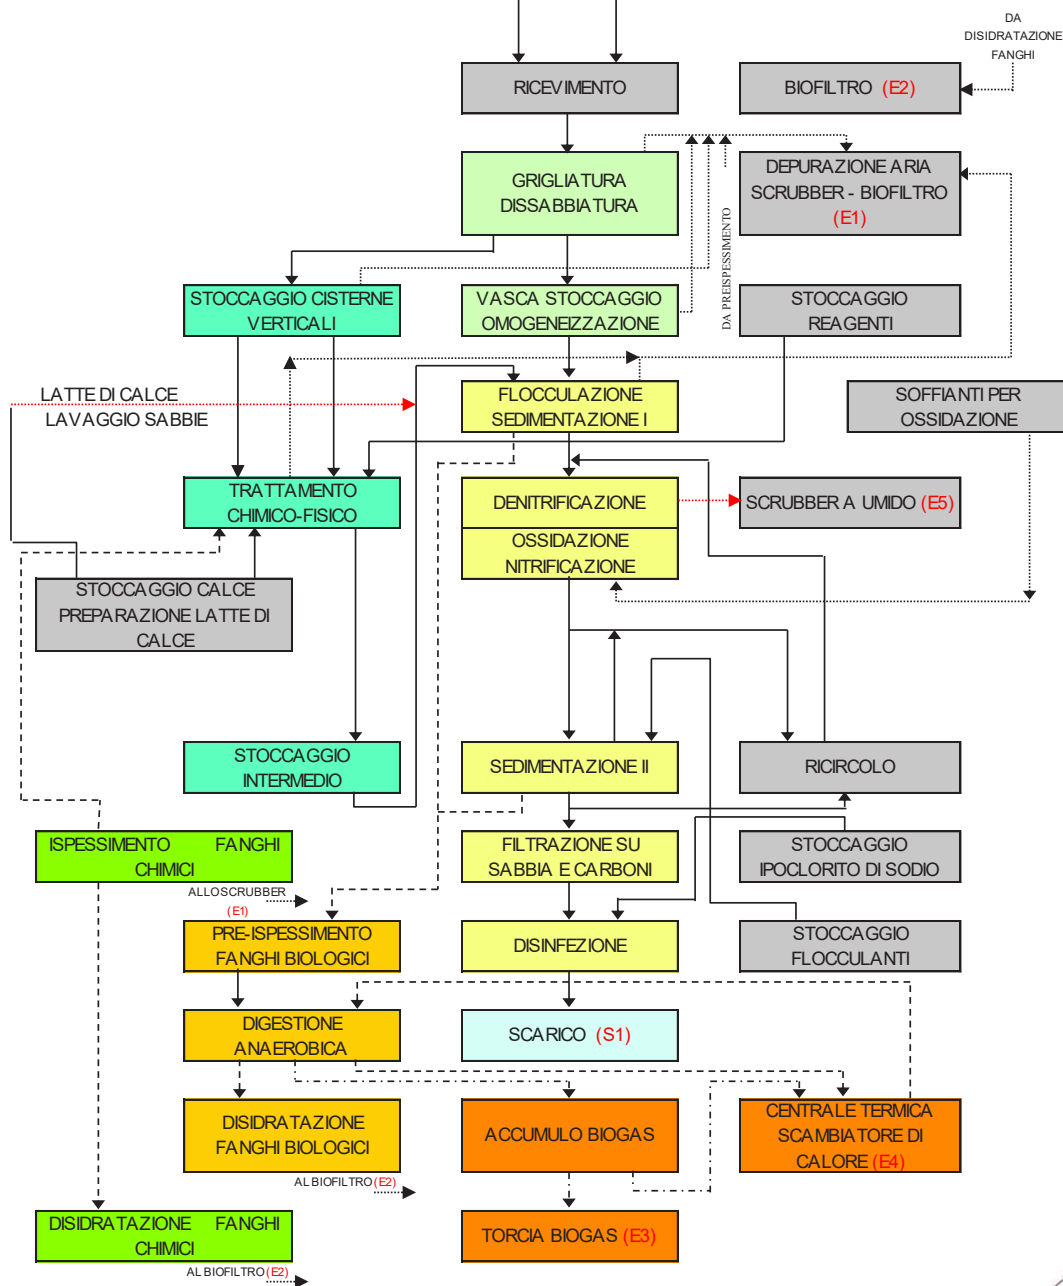 DA
DISIDRATAZIONE
FANGHI
RICEVIMENTO
BIOFILTRO (E2)
GRIGLIATURA
DISSABBIATURA
DEPURAZIONE ARIA
SCRUBBER - BIOFILTRO
(E1)
DA PREISPESSIMENTO
STOCCAGGIO CISTERNE
VERTICALI
VASCA STOCCAGGIO
OMOGENEIZZAZIONE
STOCCAGGIO
REAGENTI
LATTE DI CALCE
LAVAGGIO SABBIE
FLOCCULAZIONE
SEDIMENTAZIONE I
SOFFIANTI PER
OSSIDAZIONE
TRATTAMENTO
CHIMICO-FISICO
DENITRIFICAZIONE
SCRUBBER A UMIDO (E5)
OSSIDAZIONE
NITRIFICAZIONE
STOCCAGGIO CALCE
PREPARAZIONE LATTE DI
CALCE
STOCCAGGIO
INTERMEDIO
SEDIMENTAZIONE II
RICIRCOLO
ISPESSIMENTO FANGHI
CHIMICI
FILTRAZIONE SU
SABBIA E CARBONI
STOCCAGGIO
IPOCLORITO DI SODIO
ALLO SCRUBBER
(E1)
PRE-ISPESSIMENTO
FANGHI BIOLOGICI
DISINFEZIONE
STOCCAGGIO
FLOCCULANTI
DIGESTIONE
ANAEROBICA
SCARICO (S1)
DISIDRATAZIONE
FANGHI BIOLOGICI
ACCUMULO BIOGAS
CENTRALE TERMICA
SCAMBIATORE DI
CALORE (E4)
AL BIOFILTRO (E2)
DISIDRATAZIONE FANGHI
CHIMICI
TORCIA BIOGAS (E3)
AL BIOFILTRO (E2)